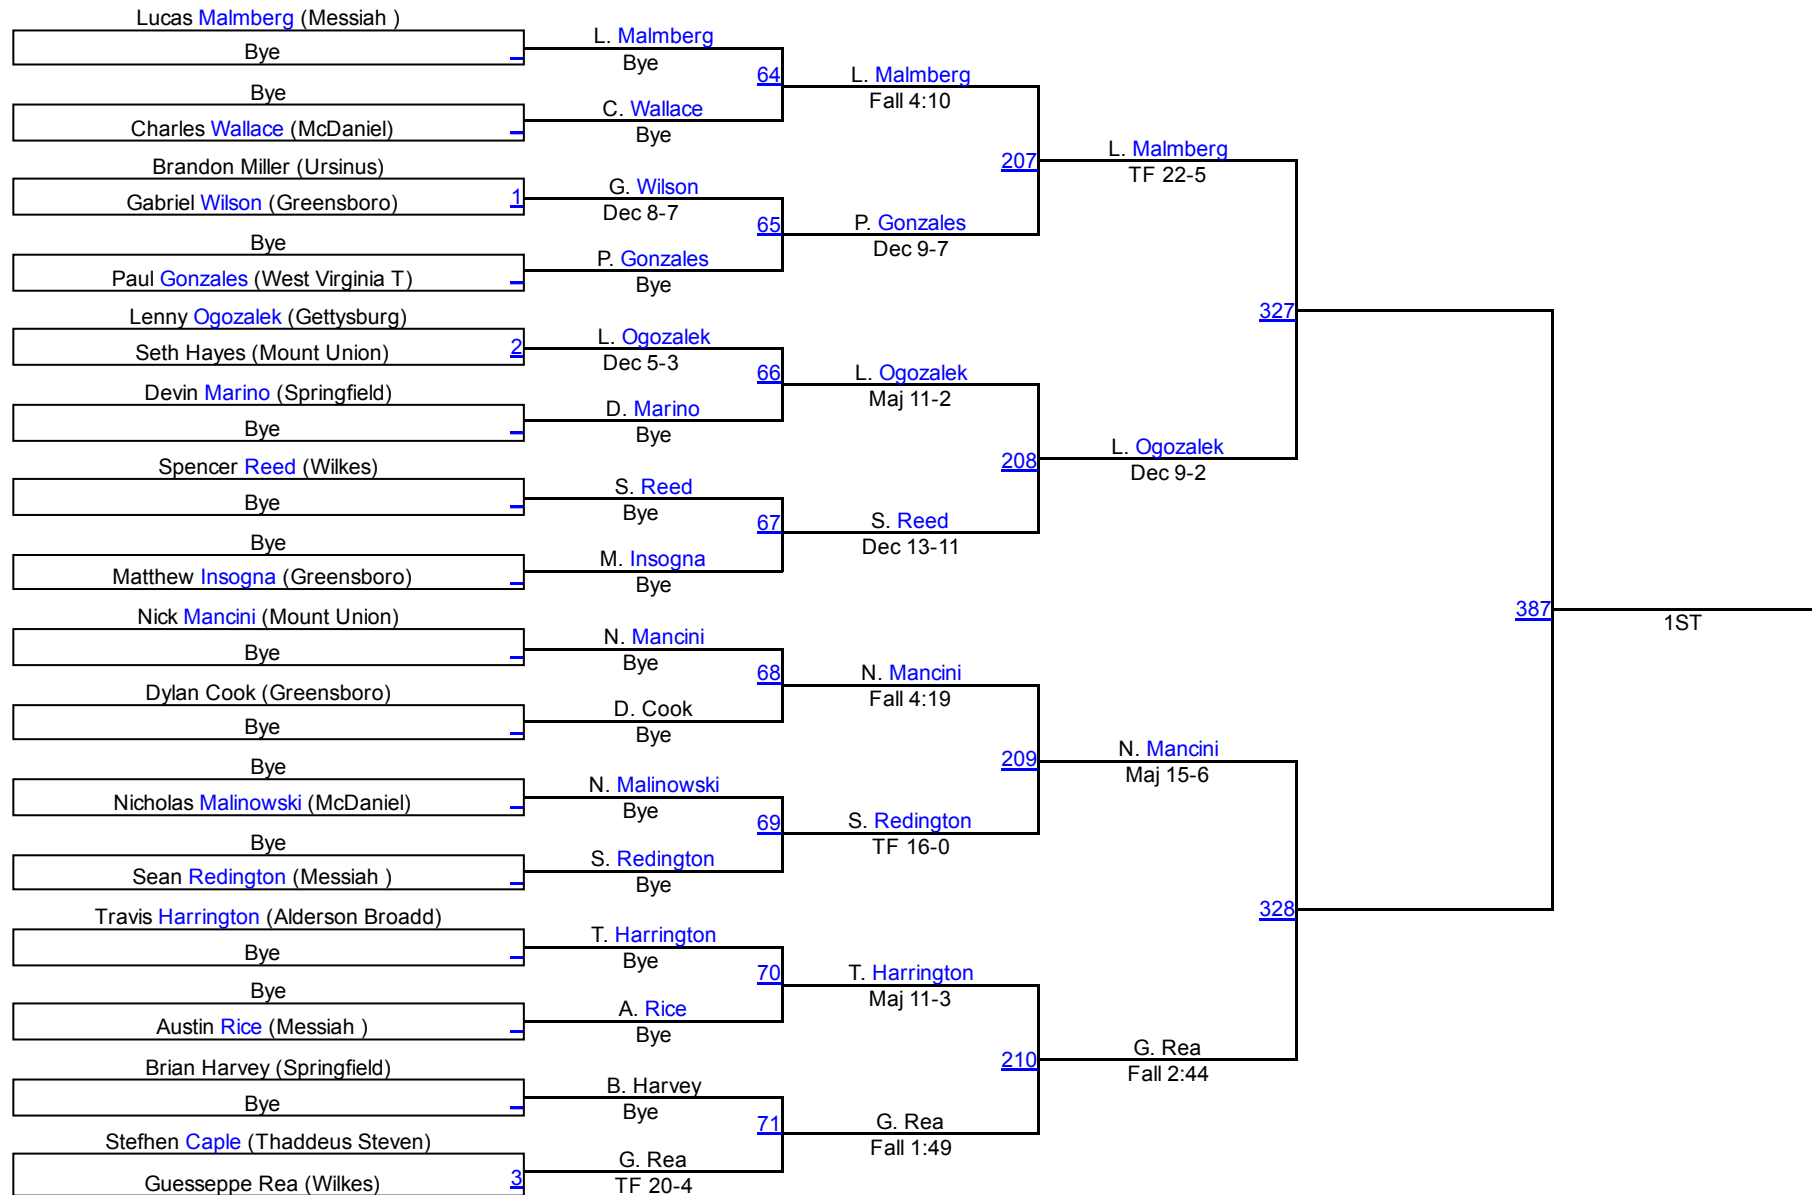 Lucas Malmberg (Messiah )
Bye
Bye
Charles Wallace (McDaniel)
Brandon Miller (Ursinus)
Gabriel Wilson (Greensboro) 1
Bye
Paul Gonzales (West Virginia T)
Lenny Ogozalek (Gettysburg)
Seth Hayes (Mount Union) 2
Devin Marino (Springfield)
Bye
Spencer Reed (Wilkes)
Bye
Bye
Matthew Insogna (Greensboro)
Nick Mancini (Mount Union)
Bye
Dylan Cook (Greensboro)
Bye
Bye
Nicholas Malinowski (McDaniel)
Bye
Sean Redington (Messiah )
Travis Harrington (Alderson Broadd)
Bye
Bye
Austin Rice (Messiah )
Brian Harvey (Springfield)
Bye
Stefhen Caple (Thaddeus Steven)
Guesseppe Rea (Wilkes) 3
L. Malmberg
Bye
64
C. Wallace
Bye
G. Wilson
Dec 8-7
65
P. Gonzales
Bye
L. Ogozalek
Dec 5-3
66
D. Marino
Bye
S. Reed
Bye
67
M. Insogna
Bye
N. Mancini
Bye
68
D. Cook
Bye
N. Malinowski
Bye
69
S. Redington
Bye
T. Harrington
Bye
70
A. Rice
Bye
B. Harvey
Bye
71
G. Rea
TF 20-4
L. Malmberg
Fall 4:10
207
P. Gonzales
Dec 9-7
L. Ogozalek
Maj 11-2
208
S. Reed
Dec 13-11
N. Mancini
Fall 4:19
209
S. Redington
TF 16-0
T. Harrington
Maj 11-3
210
G. Rea
Fall 1:49
L. Malmberg
TF 22-5
327
L. Ogozalek
Dec 9-2
N. Mancini
Maj 15-6
328
G. Rea
Fall 2:44
387
1ST